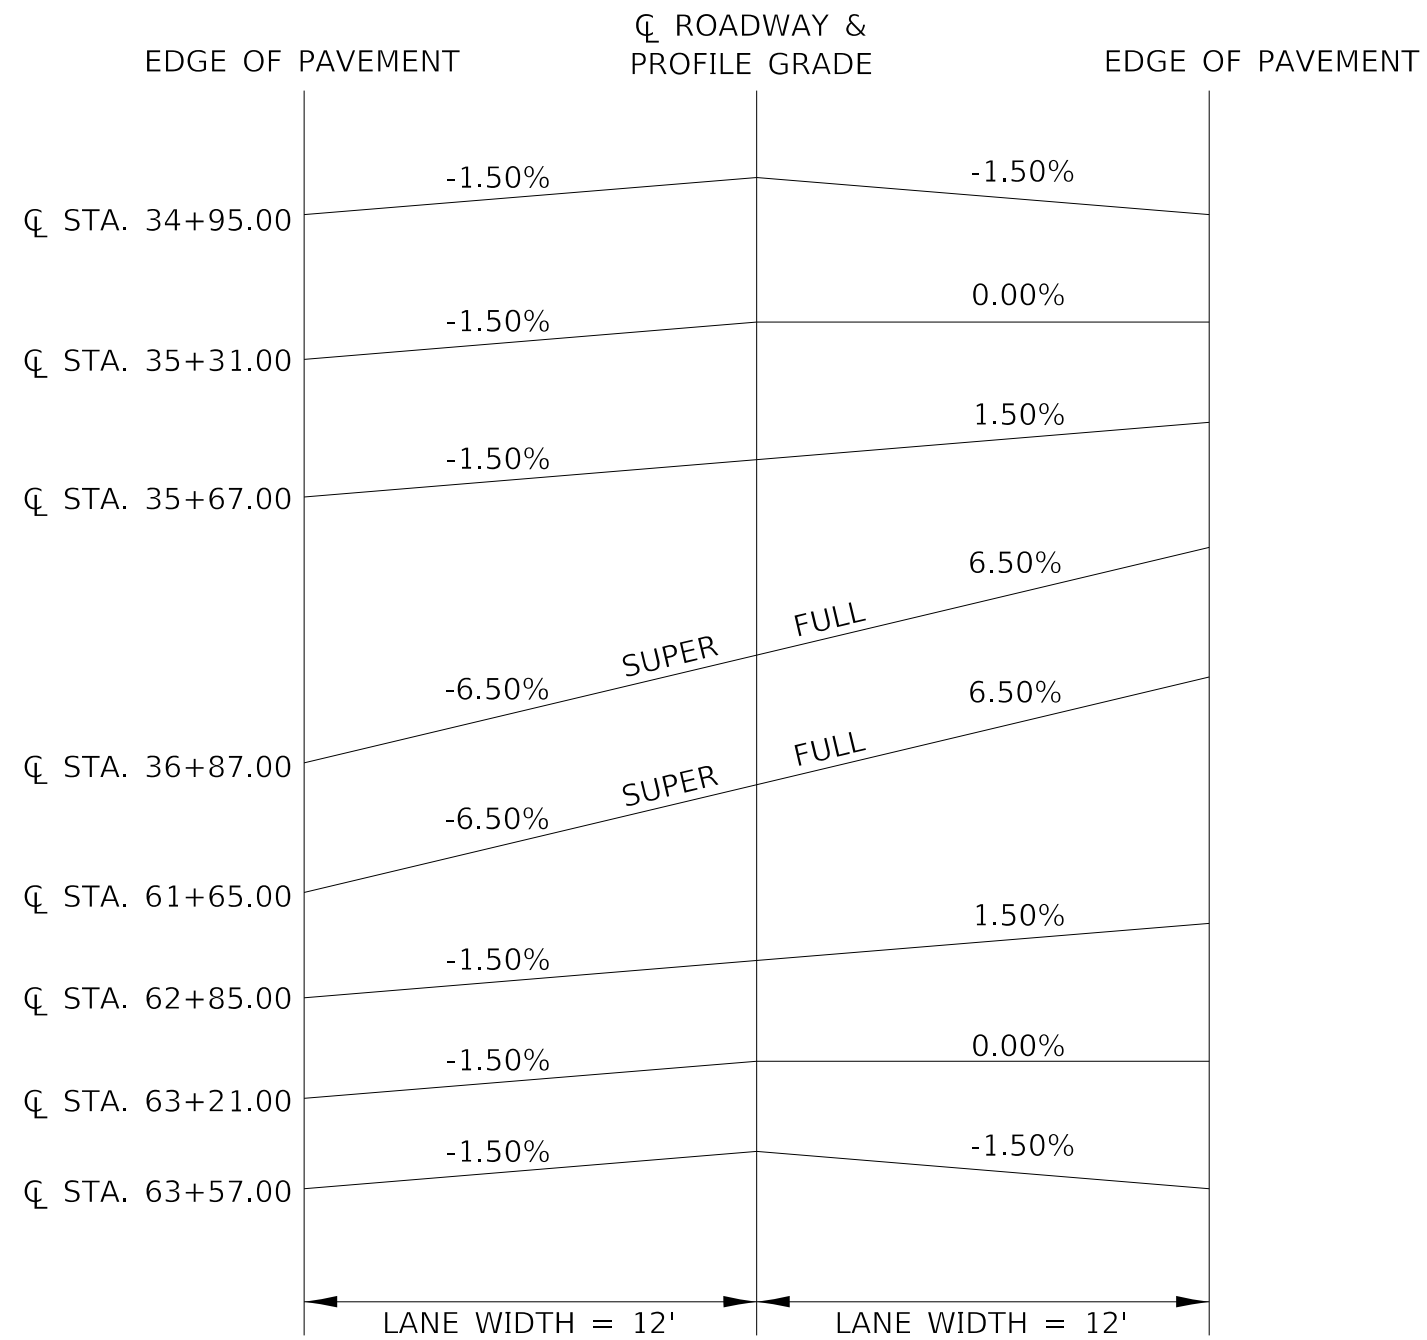 ℄ ROADWAY &
EDGE OF PAVEMENT PROFILE GRADE EDGE OF PAVEMENT
-1.50% -1.50%
℄ STA. 34+95.00
0.00%
-1.50%
℄ STA. 35+31.00
1.50%
-1.50%
℄ STA. 35+67.00
6.50%
SUPER FULL
-6.50%
6.50%
℄ STA. 36+87.00
SUPER FULL
-6.50%
℄ STA. 61+65.00
1.50%
-1.50%
℄ STA. 62+85.00
0.00%
-1.50%
℄ STA. 63+21.00
-1.50% -1.50%
℄ STA. 63+57.00
LANE WIDTH = 12' LANE WIDTH = 12'